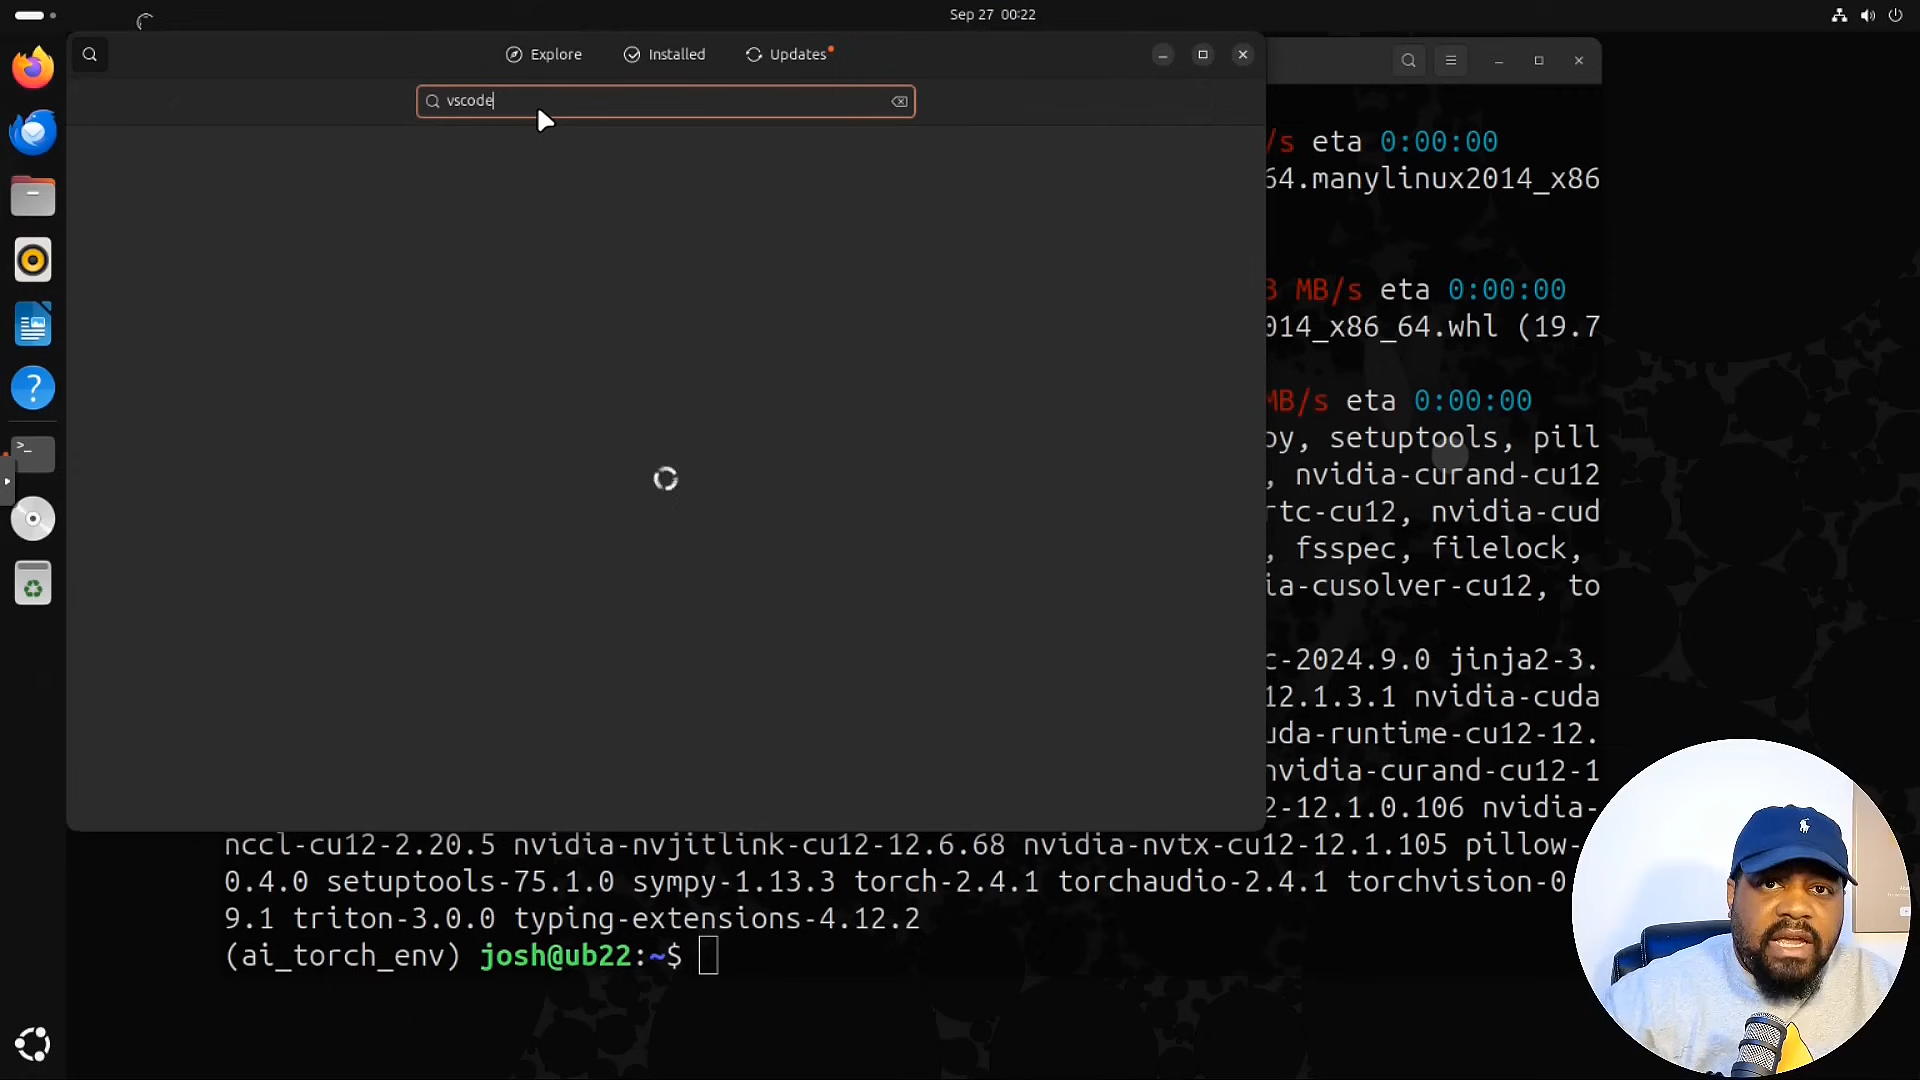 Sep 27 00:22
Explore
Installed
Updates
vscode
/s eta 0:00:00
64.manylinux2014_x86
MB/s eta 0:00:00
014_x86_64.whl (19.7
MB/s eta 0:00:00
py, setuptools, pill
, nvidia-curand-cu12
rtc-cu12, nvidia-cud
, fsspec, filelock,
ia-cusolver-cu12, to
c-2024.9.0 jinja2-3.
12.1.3.1 nvidia-cuda
uda-runtime-cu12-12.
nvidia-curand-cu12-1
2-12.1.0.106 nvidia-
nccl-cu12-2.20.5 nvidia-nvjitlink-cu12-12.6.68 nvidia-nvtx-cu12-12.1.105 pillow-
0.4.0 setuptools-75.1.0 sympy-1.13.3 torch-2.4.1 torchaudio-2.4.1 torchvision-0
9.1 triton-3.0.0 typing-extensions-4.12.2
(ai_torch_env) josh@ub22:~$